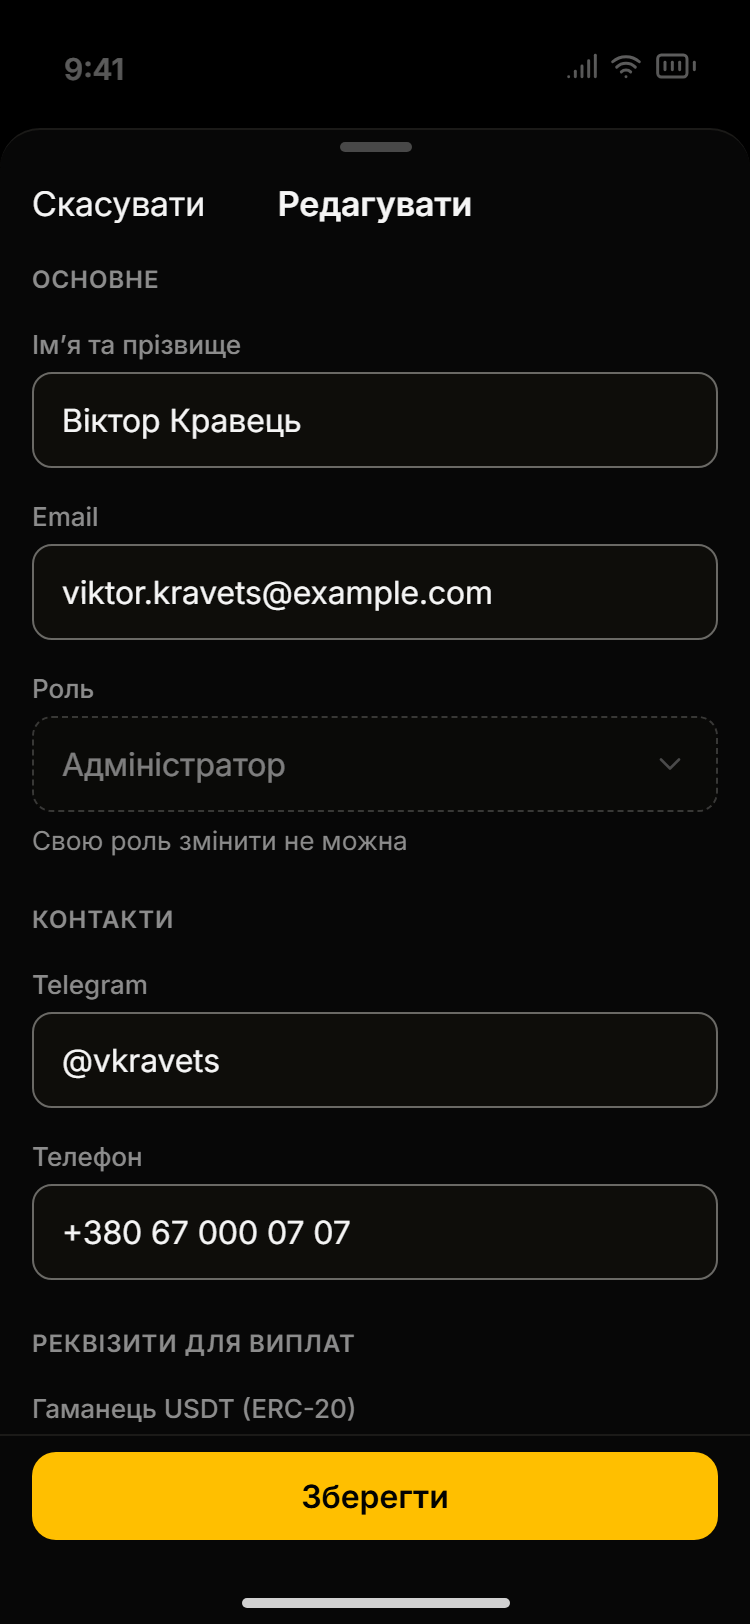 9:41
Скасувати
Редагувати
ОСНОВНЕ
Ім’я та прізвище
Віктор Кравець
Email
viktor.kravets@example.com
Роль
Адміністратор
Свою роль змінити не можна
КОНТАКТИ
Telegram
@vkravets
Телефон
+380 67 000 07 07
РЕКВІЗИТИ ДЛЯ ВИПЛАТ
Гаманець USDT (ERC-20)
Зберегти